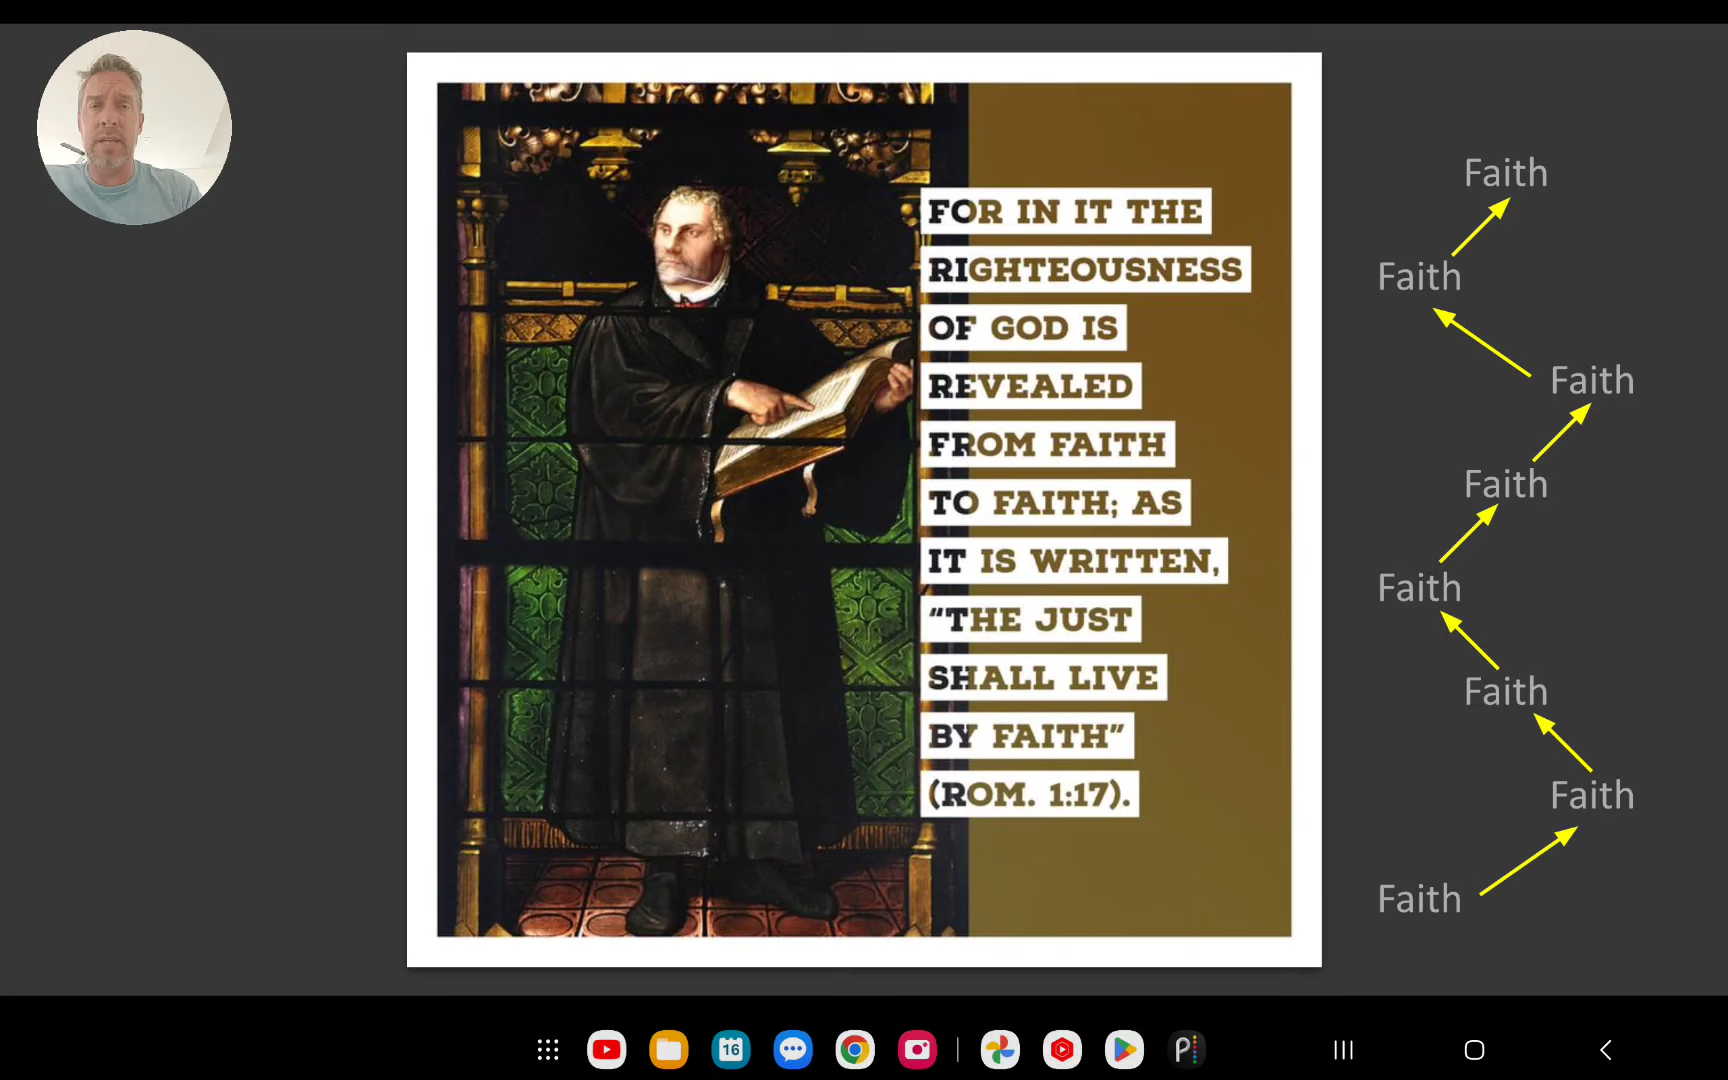 FOR IN IT THE
RIGHTEOUSNESS
OF GOD IS
REVEALED
FROM FAITH
TO FAITH; AS
IT IS WRITTEN,
“THE JUST
SHALL LIVE
BY FAITH”
(ROM. 1:17).
Faith
Faith
Faith
Faith
Faith
Faith
Faith
Faith
16